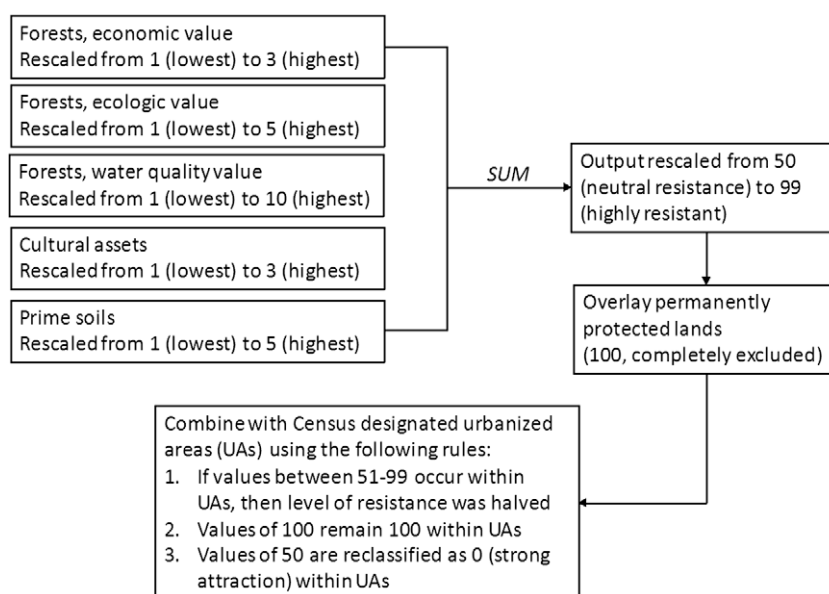 Forests, economic value
Rescaled from 1 (lowest) to 3 (highest)
Forests, ecologic value
Rescaled from 1 (lowest) to 5 (highest)
Forests, water quality value
Rescaled from 1 (lowest) to 10 (highest)
Cultural assets
Rescaled from 1 (lowest) to 3 (highest)
Prime soils
Rescaled from 1 (lowest) to 5 (highest)
SUM
Output rescaled from 50
(neutral resistance) to 99
(highly resistant)
Overlay permanently
protected lands
(100, completely excluded)
Combine with Census designated urbanized
areas (UAs) using the following rules:
1. If values between 51-99 occur within
UAs, then level of resistance was halved
2. Values of 100 remain 100 within UAs
3. Values of 50 are reclassified as 0 (strong
attraction) within UAs